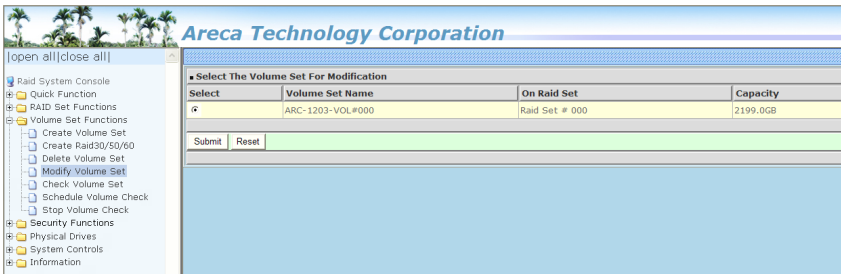 Areca Technology Corporation
|open all|close all|
Raid System Console
Quick Function
RAID Set Functions
Volume Set Functions
Create Volume Set
Create Raid30/50/60
Delete Volume Set
Modify Volume Set
Check Volume Set
Schedule Volume Check
Stop Volume Check
Security Functions
Physical Drives
System Controls
Information
Select The Volume Set For Modification
Select Volume Set Name On Raid Set Capacity
ARC-1203-VOL#000 Raid Set # 000 2199.0GB
Submit Reset